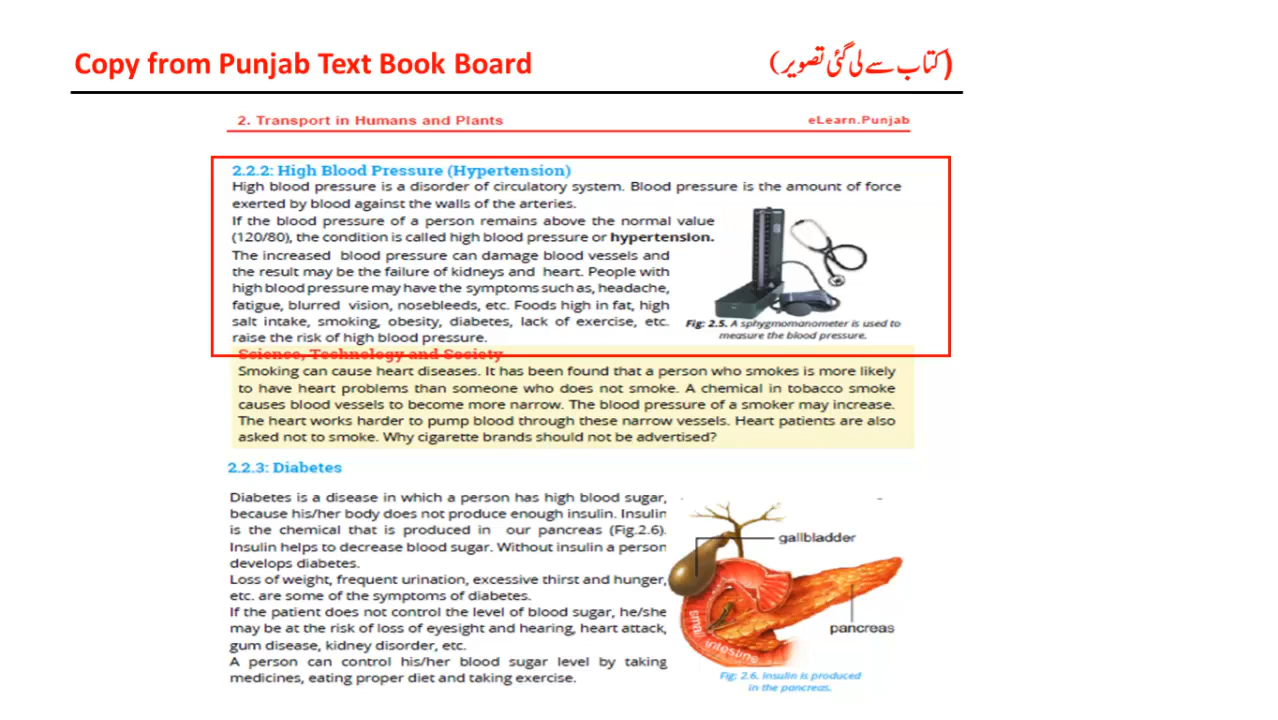 Copy from Punjab Text Book Board
(کتاب سے لی گئی تصویر)
2. Transport in Humans and Plants
eLearn.Punjab
2.2.2: High Blood Pressure (Hypertension)
High blood pressure is a disorder of circulatory system. Blood pressure is the amount of force
exerted by blood against the walls of the arteries.
If the blood pressure of a person remains above the normal value
(120/80), the condition is called high blood pressure or hypertension.
The increased blood pressure can damage blood vessels and
the result may be the failure of kidneys and heart. People with
high blood pressure may have the symptoms such as, headache,
fatigue, blurred vision, nosebleeds, etc. Foods high in fat, high
salt intake, smoking, obesity, diabetes, lack of exercise, etc.
raise the risk of high blood pressure.
Fig: 2.5. A sphygmomanometer is used to
measure the blood pressure.
Science, Technology and Society
Smoking can cause heart diseases. It has been found that a person who smokes is more likely
to have heart problems than someone who does not smoke. A chemical in tobacco smoke
causes blood vessels to become more narrow. The blood pressure of a smoker may increase.
The heart works harder to pump blood through these narrow vessels. Heart patients are also
asked not to smoke. Why cigarette brands should not be advertised?
2.2.3: Diabetes
Diabetes is a disease in which a person has high blood sugar,
because his/her body does not produce enough insulin. Insulin
is the chemical that is produced in our pancreas (Fig.2.6).
Insulin helps to decrease blood sugar. Without insulin a person
develops diabetes.
Loss of weight, frequent urination, excessive thirst and hunger,
etc. are some of the symptoms of diabetes.
If the patient does not control the level of blood sugar, he/she
may be at the risk of loss of eyesight and hearing, heart attack,
gum disease, kidney disorder, etc.
A person can control his/her blood sugar level by taking
medicines, eating proper diet and taking exercise.
gallbladder
pancreas
small intestine
Fig: 2.6. Insulin is produced
in the pancreas.